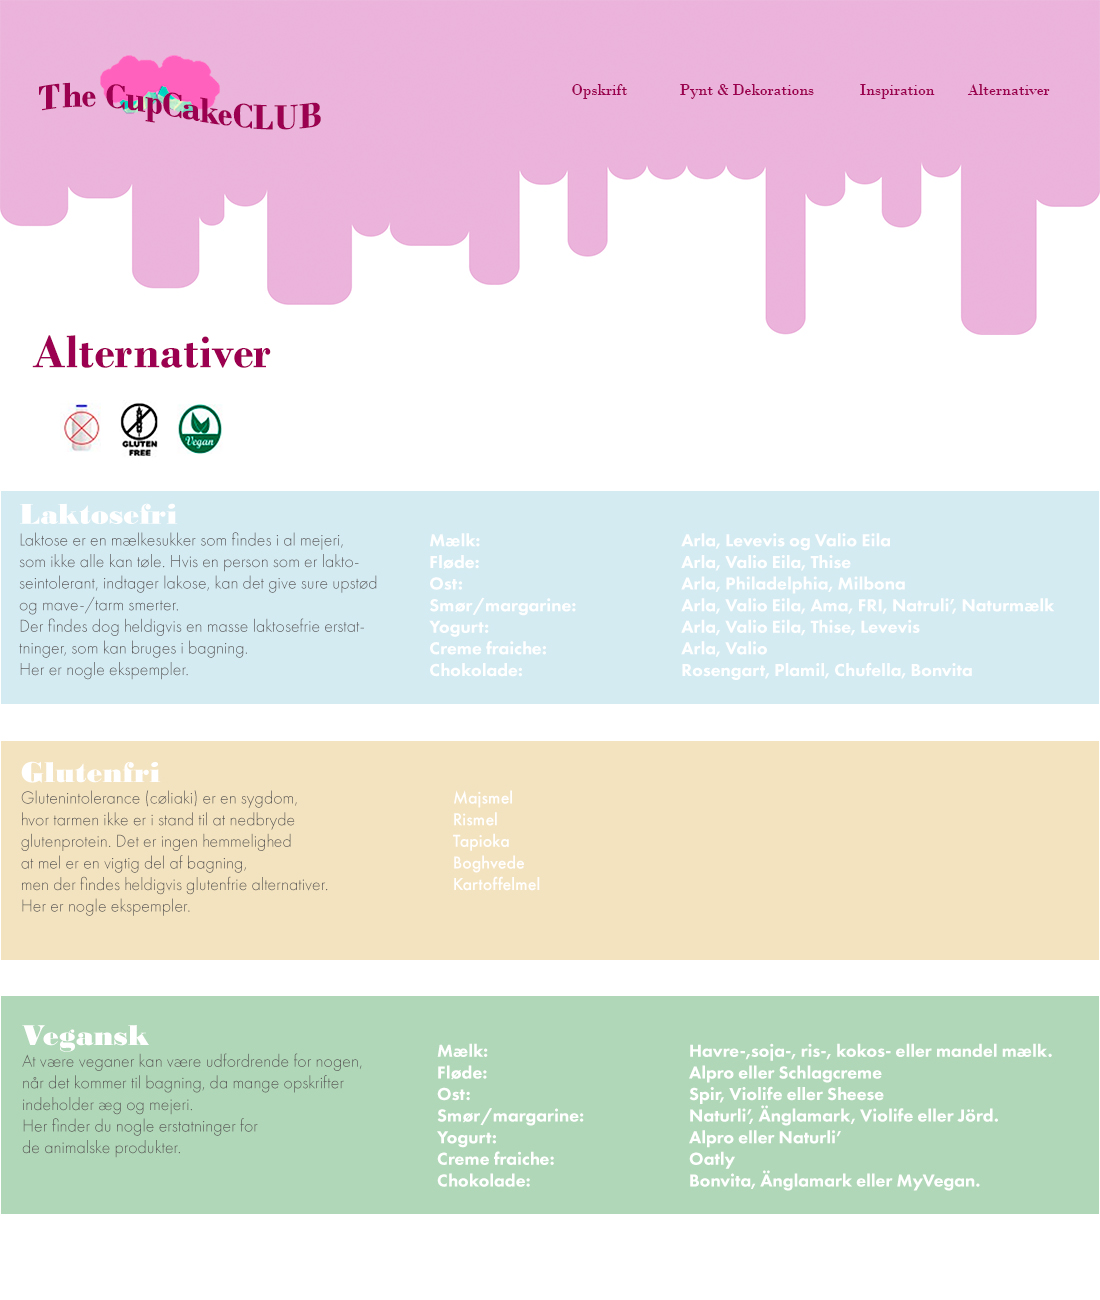 The CupCakeCLUB
Opskrift
Pynt & Dekorations
Inspiration
Alternativer
Alternativer
GLUTEN
FREE
Vegan
Laktosefri
Laktose er en mælkesukker som findes i al mejeri,
som ikke alle kan tøle. Hvis en person som er lakto-
seintolerant, indtager lakose, kan det give sure upstød
og mave-/tarm smerter.
Der findes dog heldigvis en masse laktosefrie erstat-
tninger, som kan bruges i bagning.
Her er nogle ekspempler.
Mælk: Arla, Levevis og Valio Eila
Fløde: Arla, Valio Eila, Thise
Ost: Arla, Philadelphia, Milbona
Smør/margarine: Arla, Valio Eila, Ama, FRI, Natruli’, Naturmælk
Yogurt: Arla, Valio Eila, Thise, Levevis
Creme fraiche: Arla, Valio
Chokolade: Rosengart, Plamil, Chufella, Bonvita
Glutenfri
Glutenintolerance (cøliaki) er en sygdom,
hvor tarmen ikke er i stand til at nedbryde
glutenprotein. Det er ingen hemmelighed
at mel er en vigtig del af bagning,
men der findes heldigvis glutenfrie alternativer.
Her er nogle ekspempler.
Majsmel
Rismel
Tapioka
Boghvede
Kartoffelmel
Vegansk
At være veganer kan være udfordrende for nogen,
når det kommer til bagning, da mange opskrifter
indeholder æg og mejeri.
Her finder du nogle erstatninger for
de animalske produkter.
Mælk: Havre-,soja-, ris-, kokos- eller mandel mælk.
Fløde: Alpro eller Schlagcreme
Ost: Spir, Violife eller Sheese
Smør/margarine: Naturli’, Änglamark, Violife eller Jörd.
Yogurt: Alpro eller Naturli’
Creme fraiche: Oatly
Chokolade: Bonvita, Änglamark eller MyVegan.